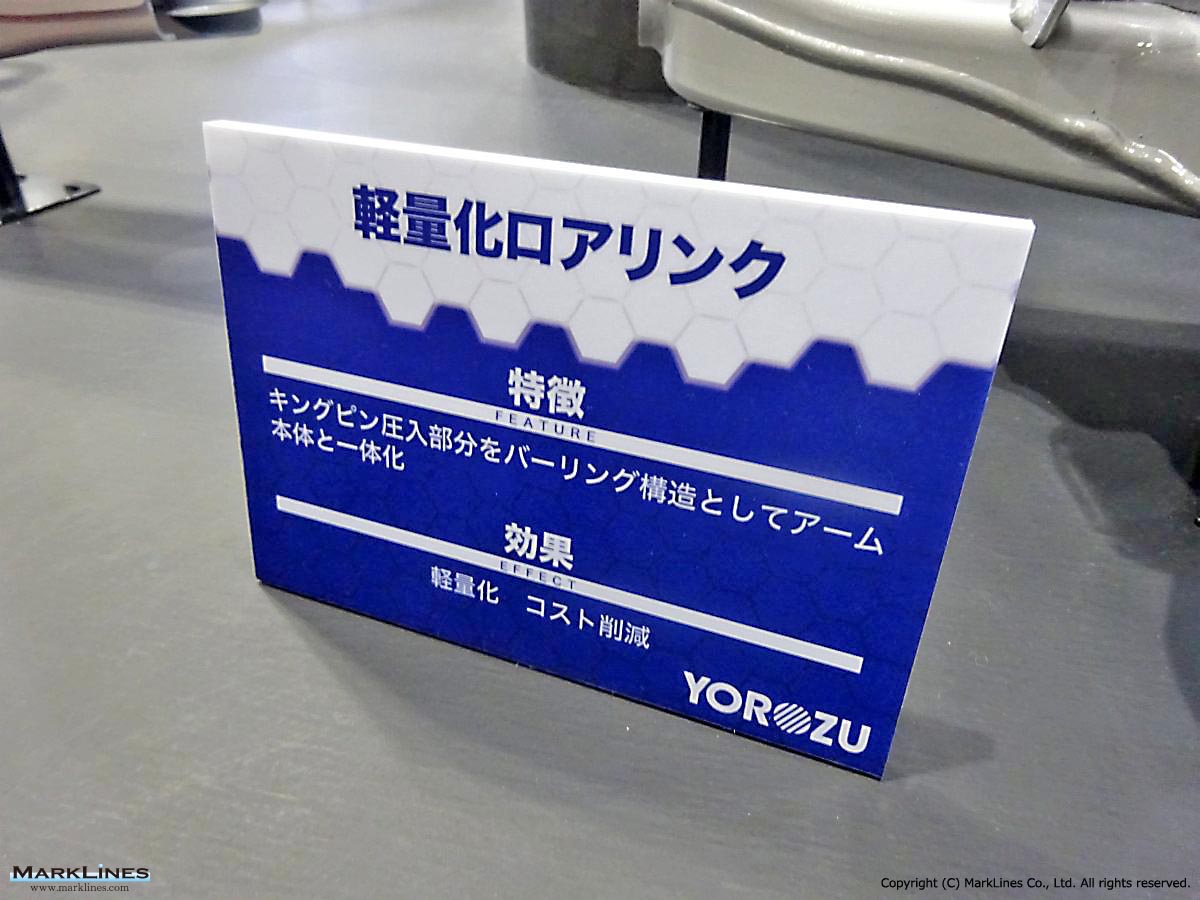 軽量化ロアリンク
特徴
FEATURE
キングピン圧入部分をバーリング構造としてアーム
本体と一体化
効果
EFFECT
軽量化　コスト削減
YOROZU
MARKLINES
www.marklines.com
Copyright (C) MarkLines Co., Ltd. All rights reserved.